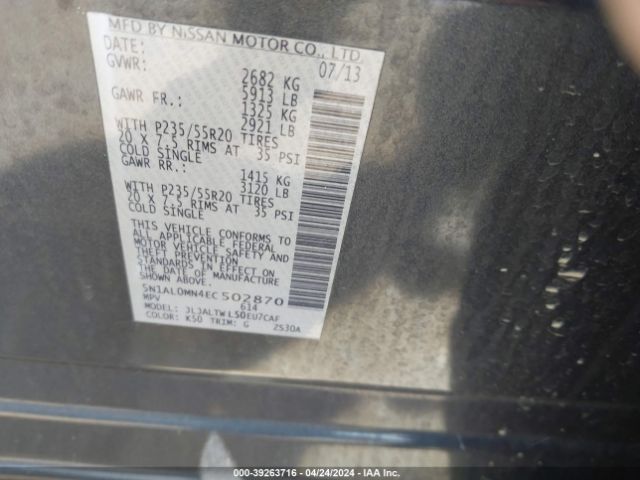 MFD BY NISSAN MOTOR CO., LTD.
DATE: 07/13
GVWR: 2682 KG
5913 LB
GAWR FR.: 1325 KG
2921 LB
WITH P235/55R20 TIRES
20 X 7.5 RIMS AT 35 PSI
COLD SINGLE
GAWR RR.: 1415 KG
3120 LB
WITH P235/55R20 TIRES
20 X 7.5 RIMS AT 35 PSI
COLD SINGLE
THIS VEHICLE CONFORMS TO
ALL APPLICABLE FEDERAL
MOTOR VEHICLE SAFETY AND
THEFT PREVENTION
STANDARDS IN EFFECT ON
THE DATE OF MANUFACTURE
SHOWN ABOVE.
5N1AL0MN4EC502870
MPV 614
MODEL: JL3ALTWL50EU7CAF
COLOR: K50 TRIM: G ZS30A
000-39263716 - 04/24/2024 - IAA Inc.